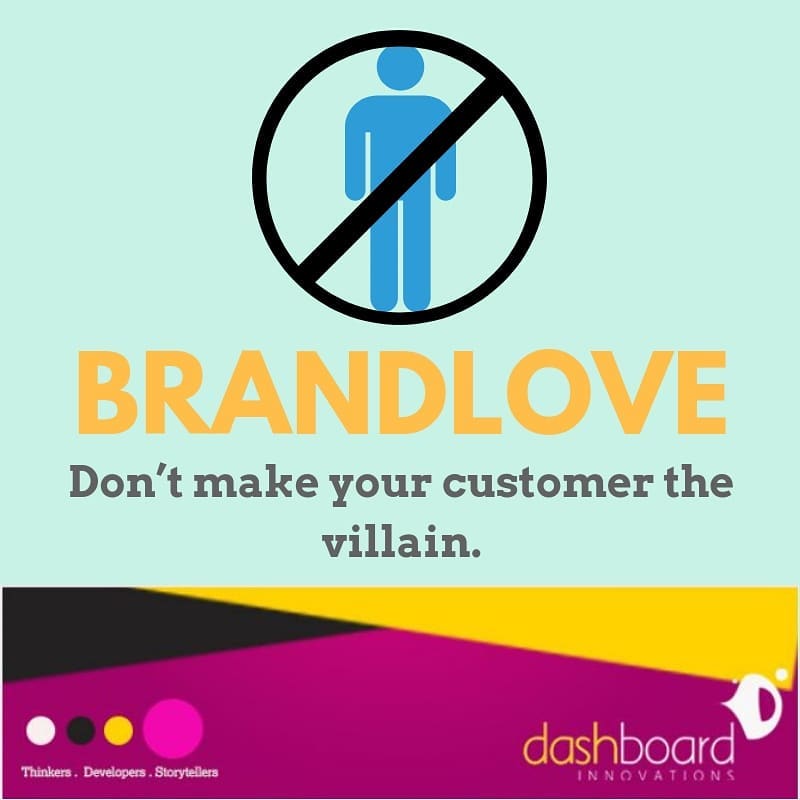 BRANDLOVE
Don’t make your customer the
villain.
Thinkers . Developers . Storytellers
dashboard
INNOVATIONS